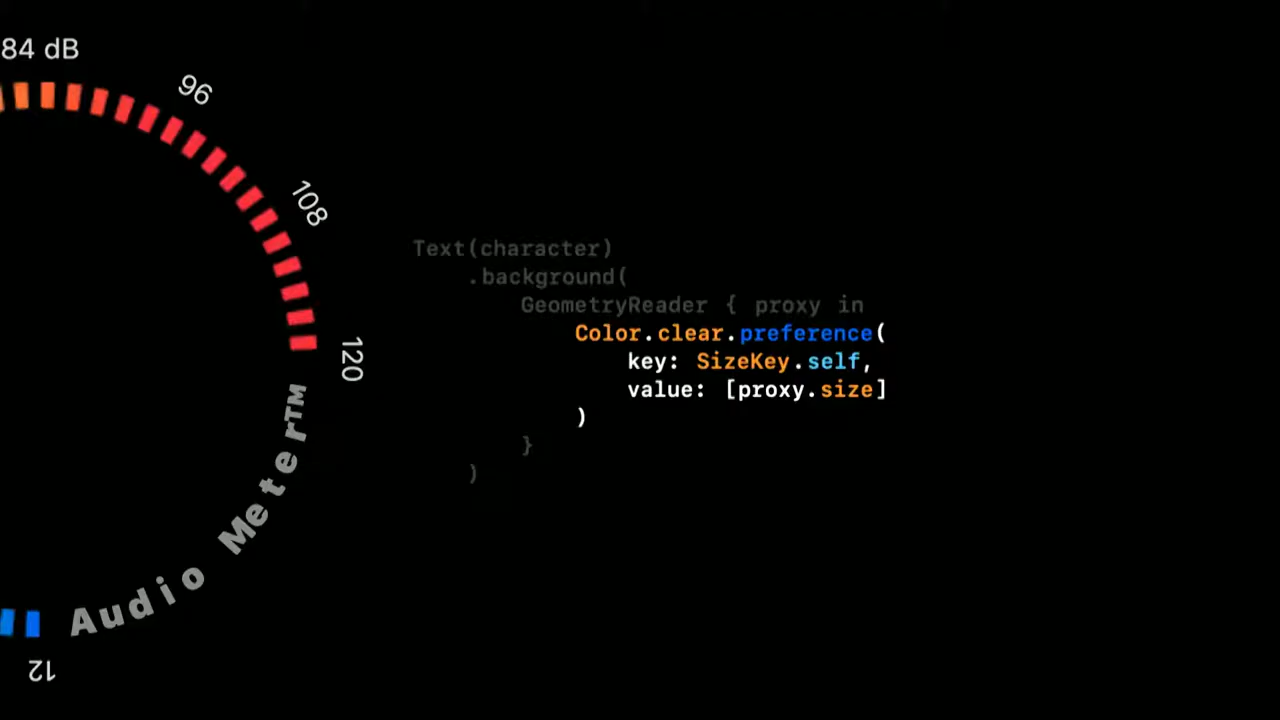 84 dB
96
108
120
Audio Meter™
12
Text(character)
.background(
GeometryReader { proxy in
Color.clear.preference(
key: SizeKey.self,
value: [proxy.size]
)
}
)